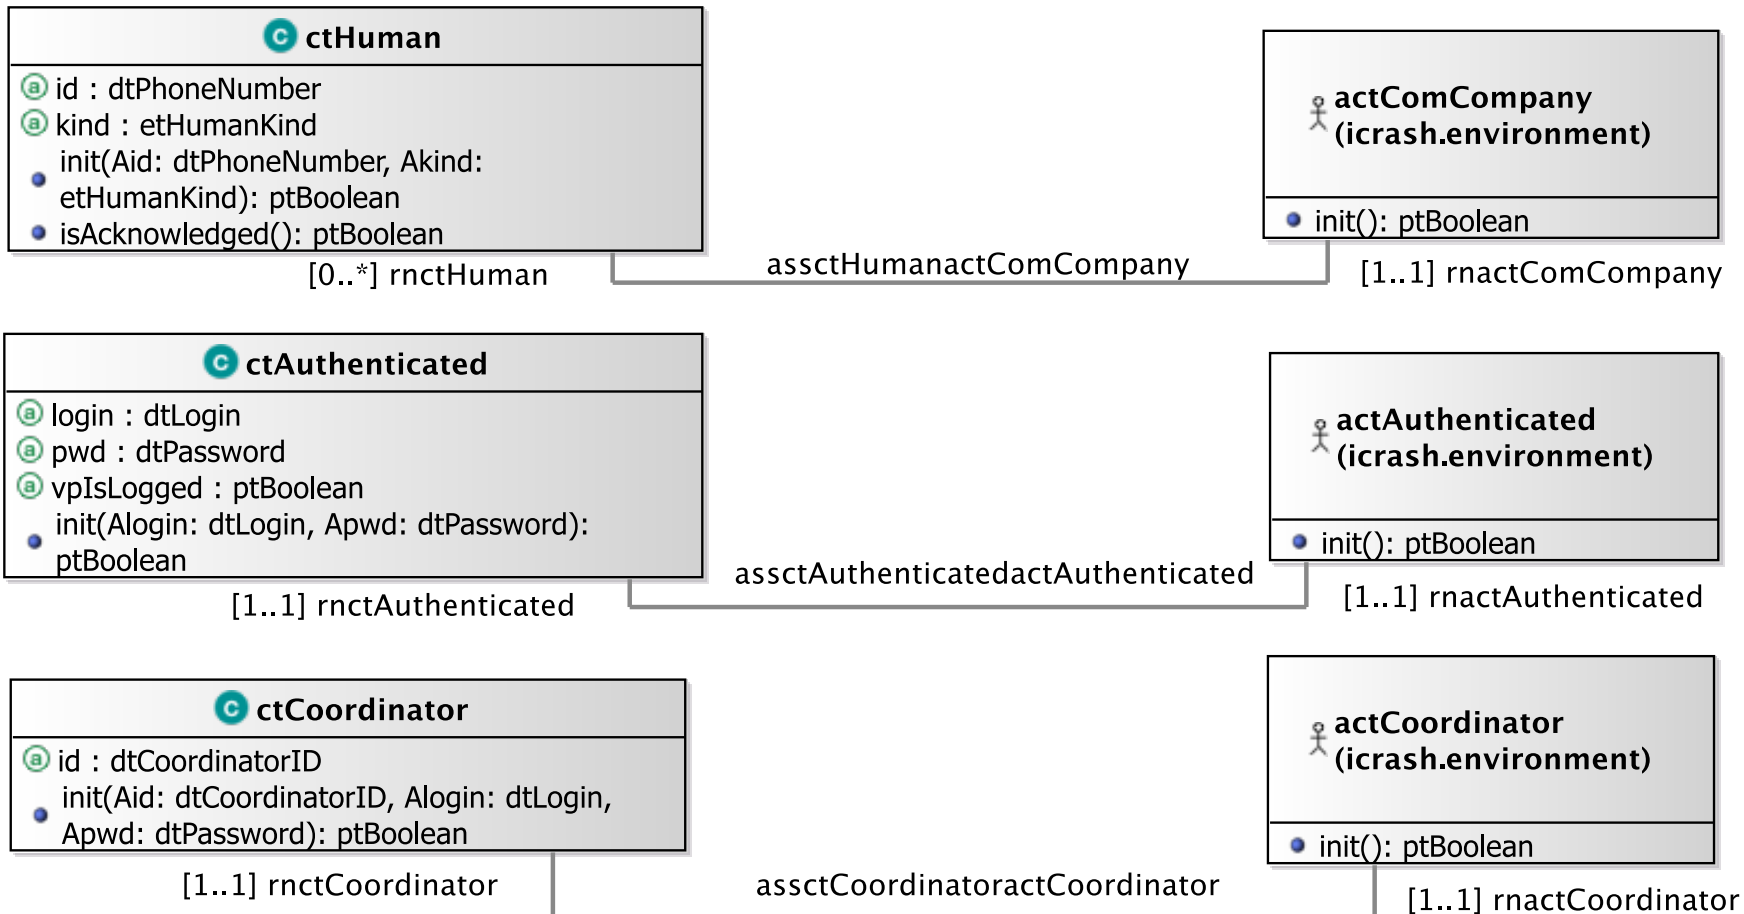 ctHuman
id : dtPhoneNumber
kind : etHumanKind
init(Aid: dtPhoneNumber, Akind:
etHumanKind): ptBoolean
isAcknowledged(): ptBoolean
[0..*] rnctHuman
assctHumanactComCompany
actComCompany
(icrash.environment)
init(): ptBoolean
[1..1] rnactComCompany
ctAuthenticated
login : dtLogin
pwd : dtPassword
vpIsLogged : ptBoolean
init(Alogin: dtLogin, Apwd: dtPassword):
ptBoolean
[1..1] rnctAuthenticated
assctAuthenticatedactAuthenticated
actAuthenticated
(icrash.environment)
init(): ptBoolean
[1..1] rnactAuthenticated
ctCoordinator
id : dtCoordinatorID
init(Aid: dtCoordinatorID, Alogin: dtLogin,
Apwd: dtPassword): ptBoolean
[1..1] rnctCoordinator
assctCoordinatoractCoordinator
actCoordinator
(icrash.environment)
init(): ptBoolean
[1..1] rnactCoordinator